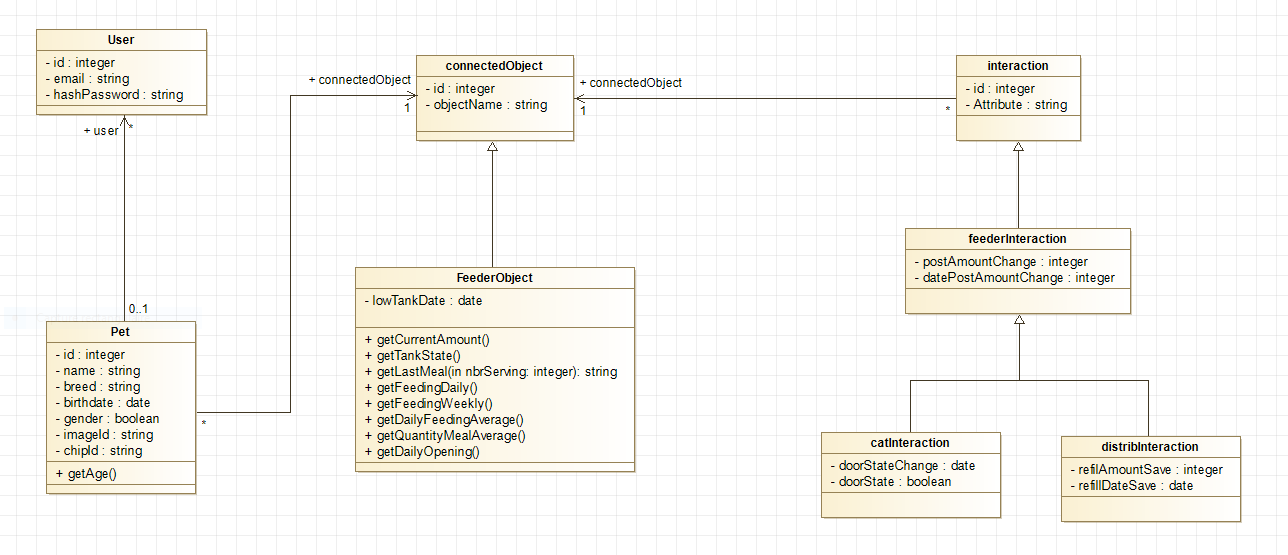 User
- id : integer
- email : string
- hashPassword : string
+ user
*
0..1
Pet
- id : integer
- name : string
- breed : string
- birthdate : date
- gender : boolean
- imageId : string
- chipId : string
+ getAge()
*
+ connectedObject
1
connectedObject
- id : integer
- objectName : string
+ connectedObject
1
*
FeederObject
- lowTankDate : date
+ getCurrentAmount()
+ getTankState()
+ getLastMeal(in nbrServing: integer): string
+ getFeedingDaily()
+ getFeedingWeekly()
+ getDailyFeedingAverage()
+ getQuantityMealAverage()
+ getDailyOpening()
interaction
- id : integer
- Attribute : string
feederInteraction
- postAmountChange : integer
- datePostAmountChange : integer
catInteraction
- doorStateChange : date
- doorState : boolean
distribInteraction
- refilAmountSave : integer
- refillDateSave : date